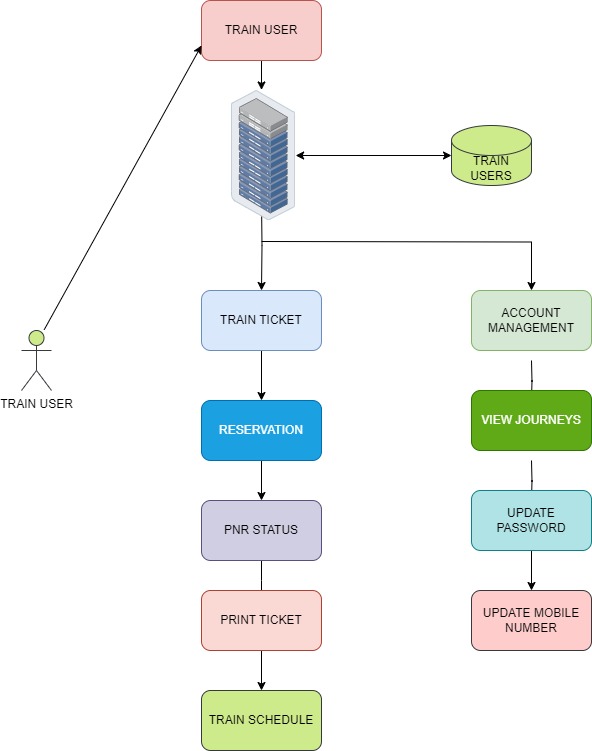 TRAIN USER
TRAIN
USERS
TRAIN TICKET
ACCOUNT
MANAGEMENT
TRAIN USER
RESERVATION
VIEW JOURNEYS
PNR STATUS
UPDATE
PASSWORD
PRINT TICKET
UPDATE MOBILE
NUMBER
TRAIN SCHEDULE